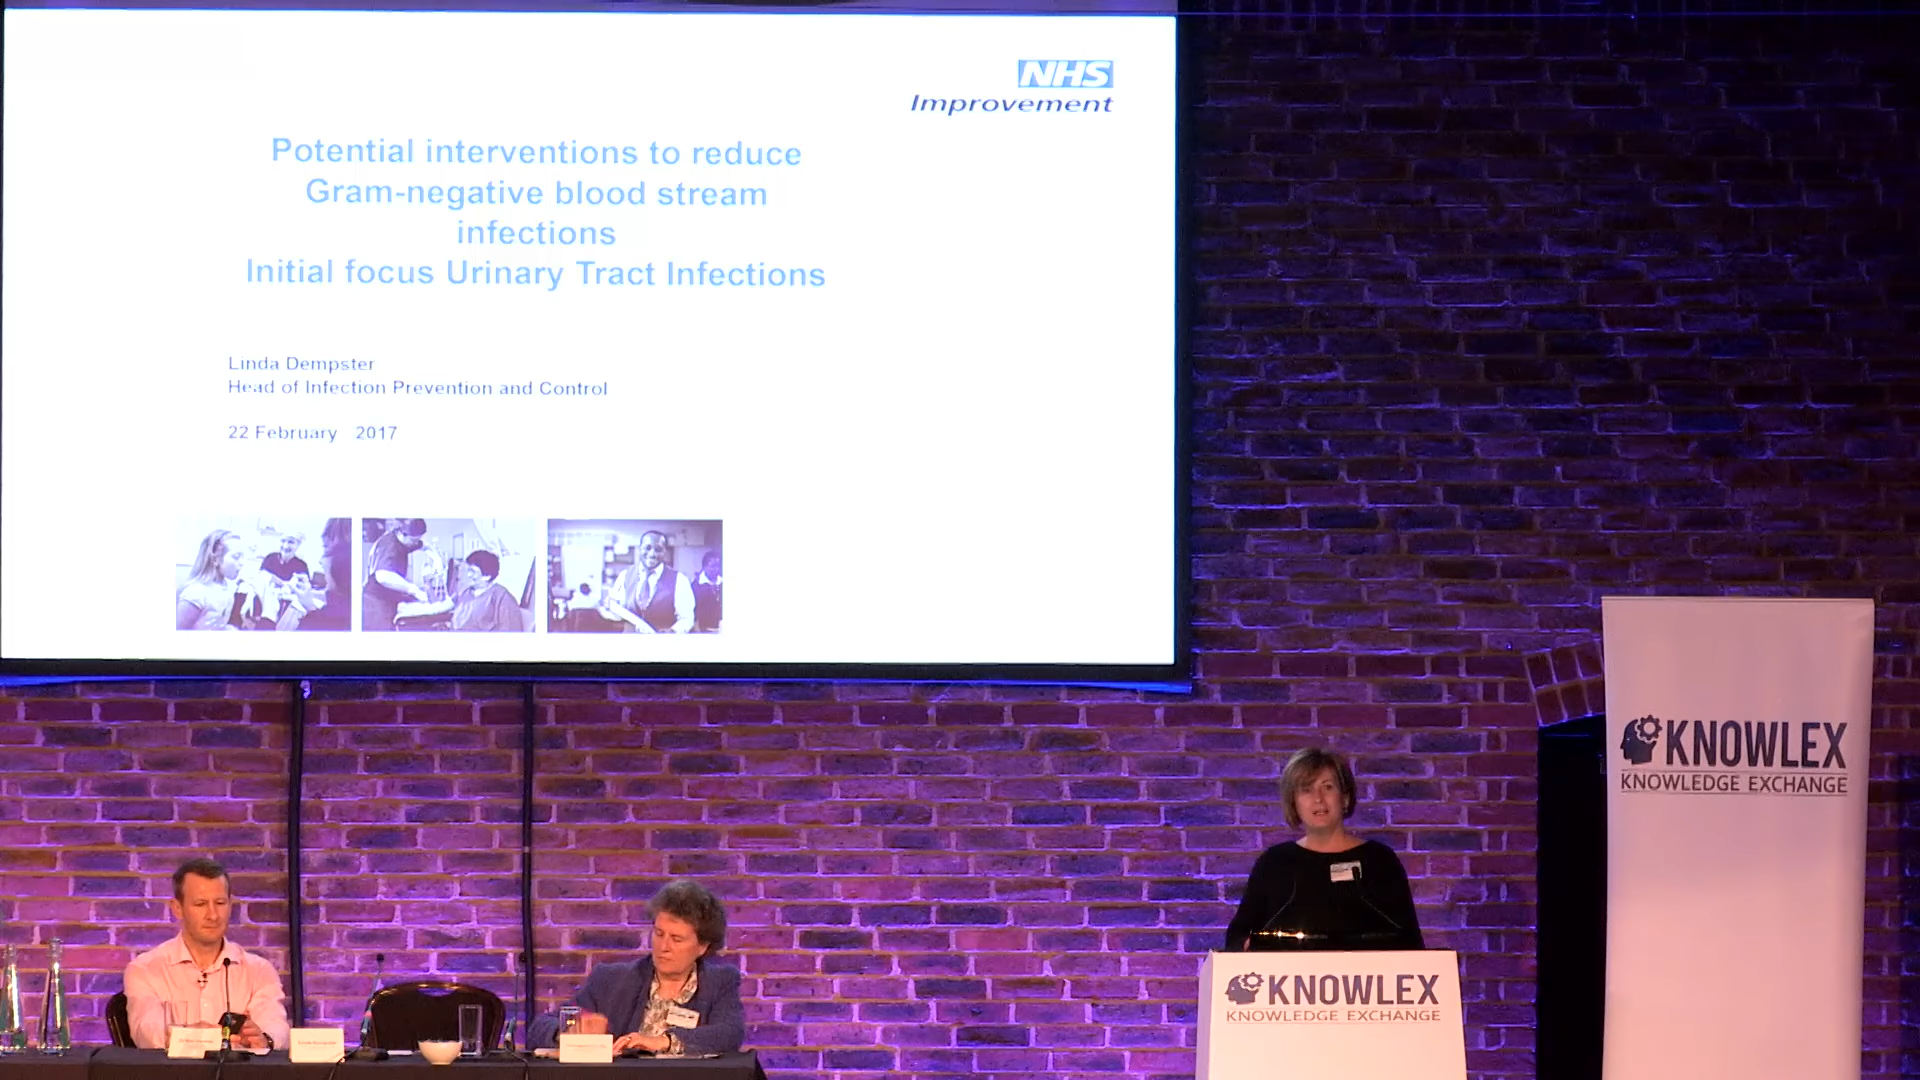 NHS
Improvement
Potential interventions to reduce
Gram-negative blood stream
infections
Initial focus Urinary Tract Infections
Linda Dempster
Head of Infection Prevention and Control
22 February 2017
KNOWLEX
KNOWLEDGE EXCHANGE
KNOWLEX
KNOWLEDGE EXCHANGE